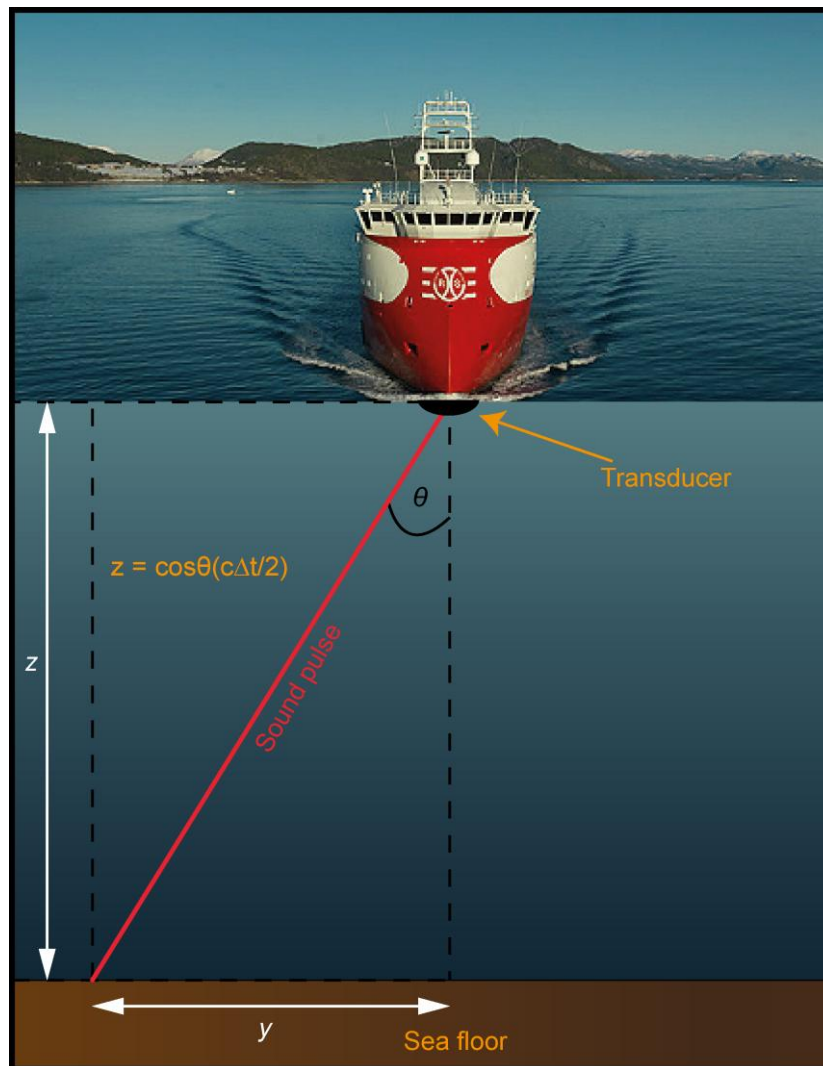 Transducer
θ
z = cosθ(cΔt/2)
z
Sound pulse
y
Sea floor